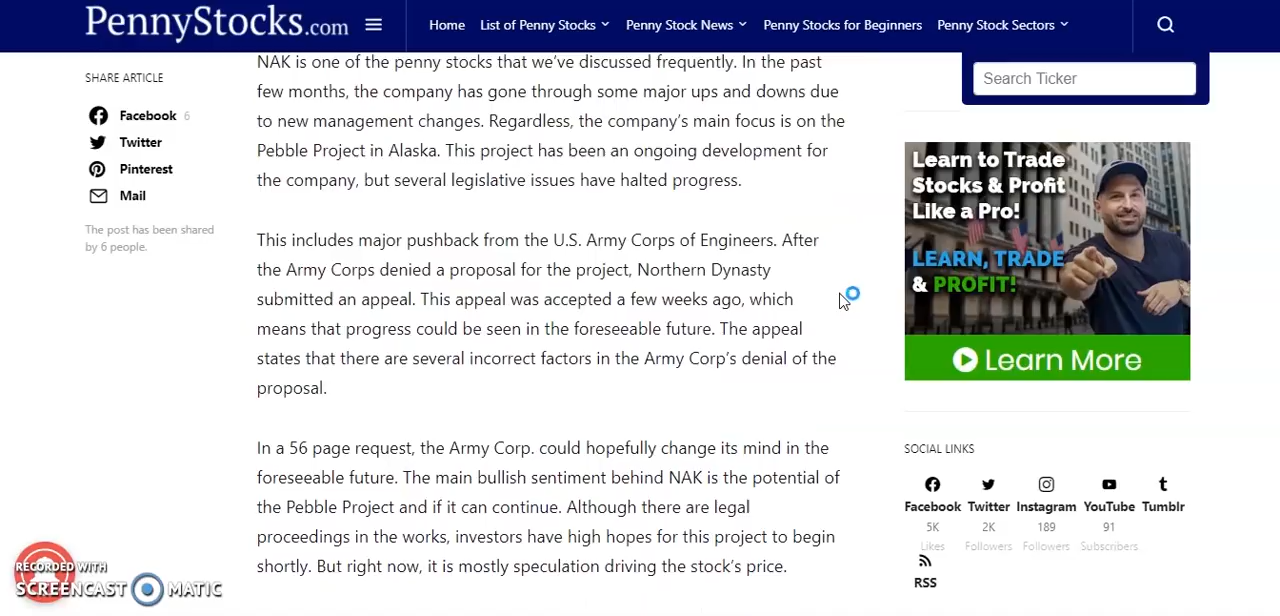 PennyStocks.com
Home
List of Penny Stocks
Penny Stock News
Penny Stocks for Beginners
Penny Stock Sectors
SHARE ARTICLE
Facebook 6
Twitter
Pinterest
Mail
The post has been shared
by 6 people.
NAK is one of the penny stocks that we've discussed frequently. In the past
few months, the company has gone through some major ups and downs due
to new management changes. Regardless, the company's main focus is on the
Pebble Project in Alaska. This project has been an ongoing development for
the company, but several legislative issues have halted progress.
This includes major pushback from the U.S. Army Corps of Engineers. After
the Army Corps denied a proposal for the project, Northern Dynasty
submitted an appeal. This appeal was accepted a few weeks ago, which
means that progress could be seen in the foreseeable future. The appeal
states that there are several incorrect factors in the Army Corp's denial of the
proposal.
In a 56 page request, the Army Corp. could hopefully change its mind in the
foreseeable future. The main bullish sentiment behind NAK is the potential of
the Pebble Project and if it can continue. Although there are legal
proceedings in the works, investors have high hopes for this project to begin
shortly. But right now, it is mostly speculation driving the stock's price.
Search Ticker
Learn to Trade
Stocks & Profit
Like a Pro!
LEARN, TRADE
& PROFIT!
Learn More
SOCIAL LINKS
Facebook Twitter Instagram YouTube Tumblr
5K 2K 189 91
Likes Followers Followers Subscribers
RSS
RECORDED WITH
SCREENCAST MATIC